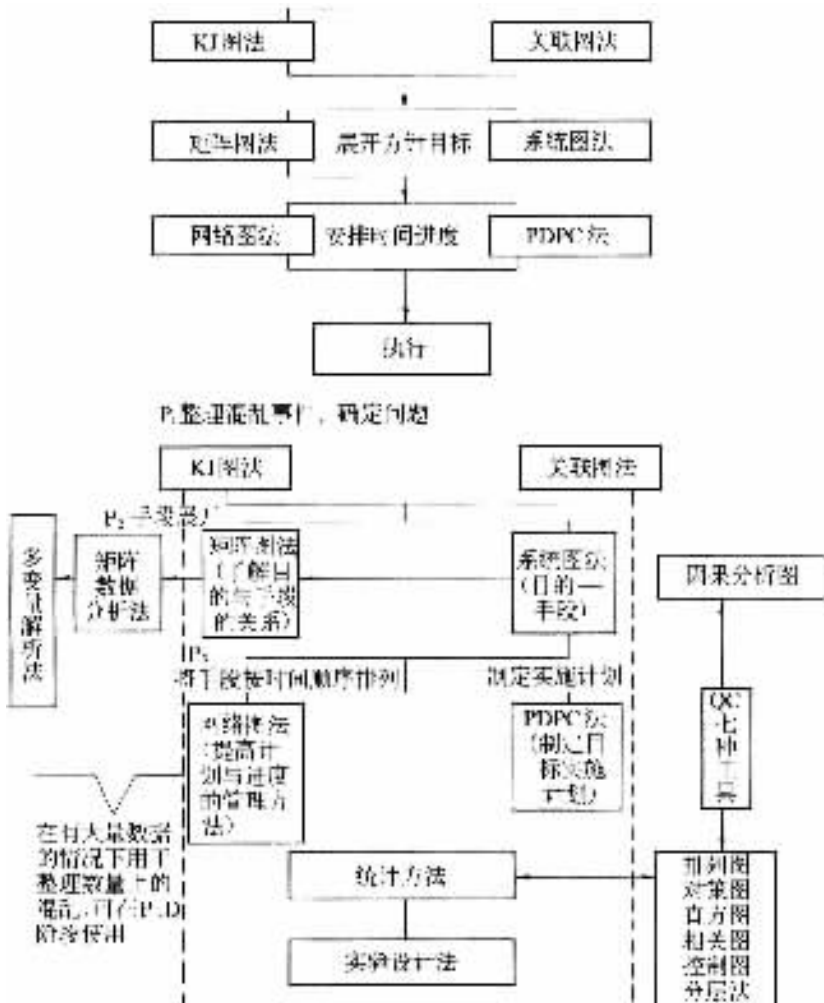 KJ图法
关联图法
矩阵图法
展开方针目标
系统图法
网络图法
安排时间进度
PDPC法
执行
P₁整理混乱事件，确定问题
KJ图法
关联图法
P₂手段展开
多变量解析法
矩阵
数据
分析法
矩阵图法
(了解目
的与手段
的关系)
系统图法
(目的—
手段)
因果分析图
P₃
将手段按时间顺序排列
制定实施计划
网络图法
(提高计
划与进度
的管理方
法)
PDPC法
(制定目
标实施
计划)
QC七种工具
在有大量数据
的情况下用于
整理数量上的
混乱,可在P、D
阶段使用
统计方法
实验设计法
排列图
对策图
直方图
相关图
控制图
分层法